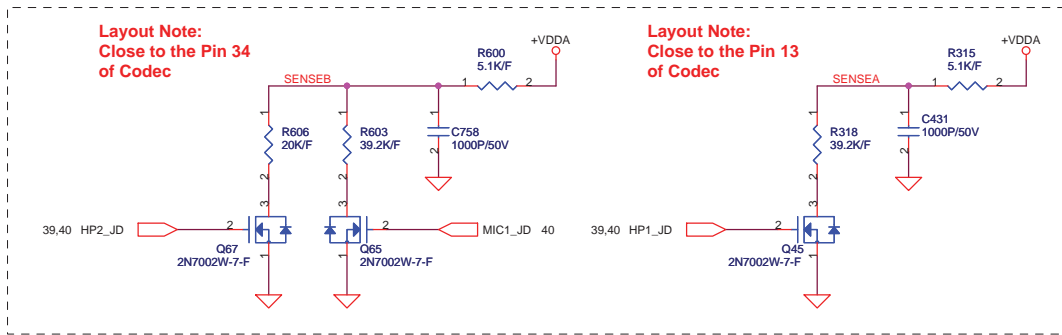 Layout Note:
Close to the Pin 34
of Codec
+VDDA
R600
5.1K/F
SENSEB
1
2
1
R606
20K/F
2
1
R603
39.2K/F
2
1
C758
1000P/50V
2
39,40 HP2_JD
2
3
1
Q67
2N7002W-7-F
3
2
1
Q65
2N7002W-7-F
MIC1_JD 40
Layout Note:
Close to the Pin 13
of Codec
+VDDA
R315
5.1K/F
SENSEA
1
2
1
R318
39.2K/F
2
1
C431
1000P/50V
2
39,40 HP1_JD
2
3
1
Q45
2N7002W-7-F